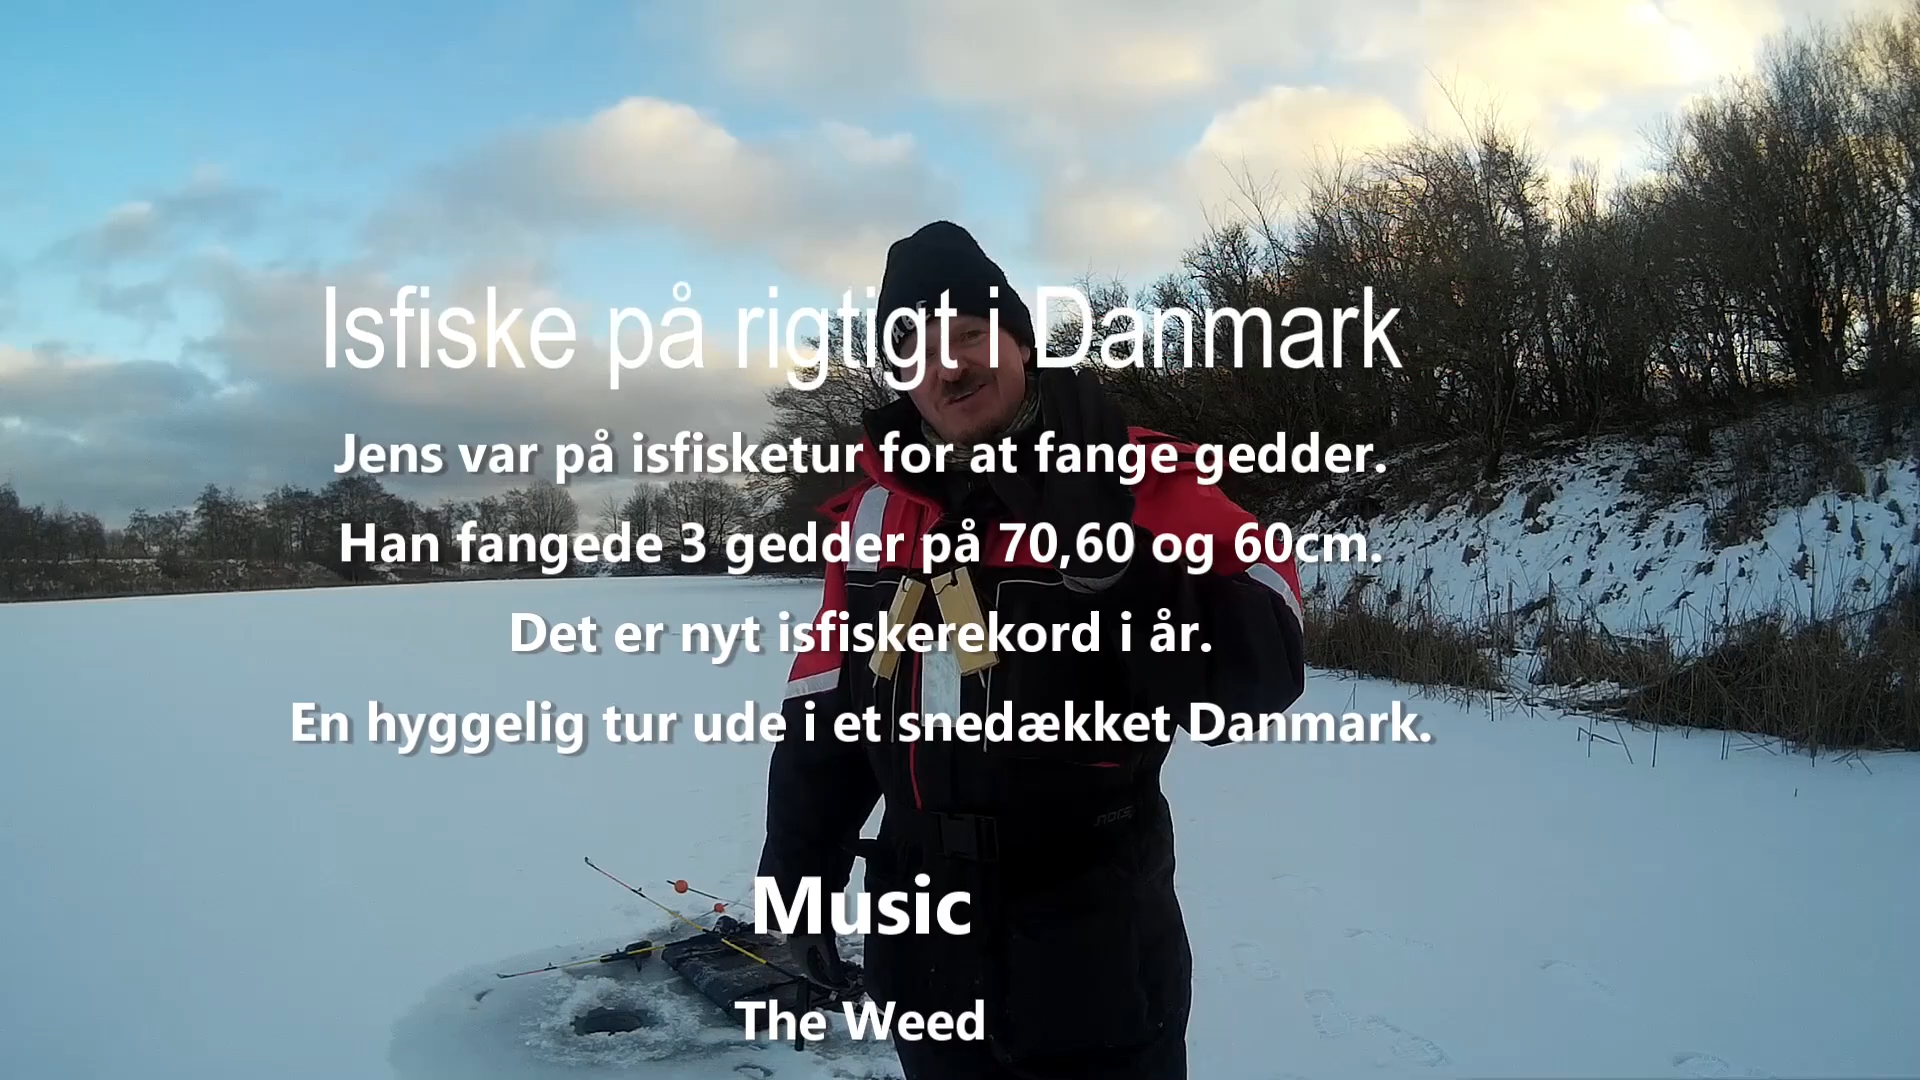 Isfiske på rigtigt i Danmark
Jens var på isfisketur for at fange gedder.
Han fangede 3 gedder på 70,60 og 60cm.
Det er nyt isfiskerekord i år.
En hyggelig tur ude i et snedækket Danmark.
Music
The Weed